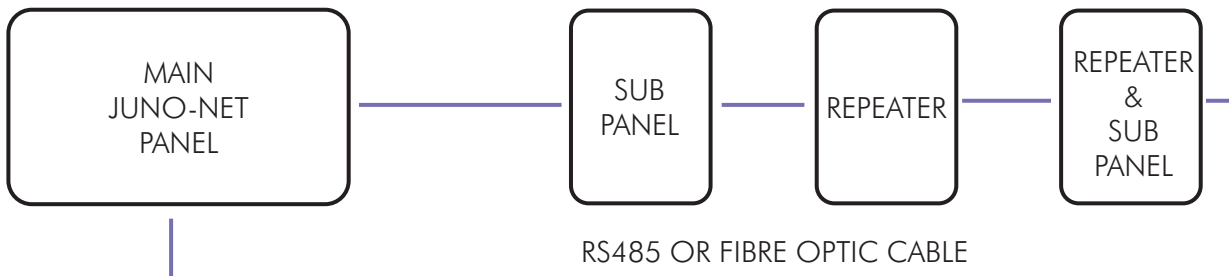 MAIN
JUNO-NET
PANEL
SUB
PANEL
REPEATER
REPEATER
&
SUB
PANEL
RS485 OR FIBRE OPTIC CABLE